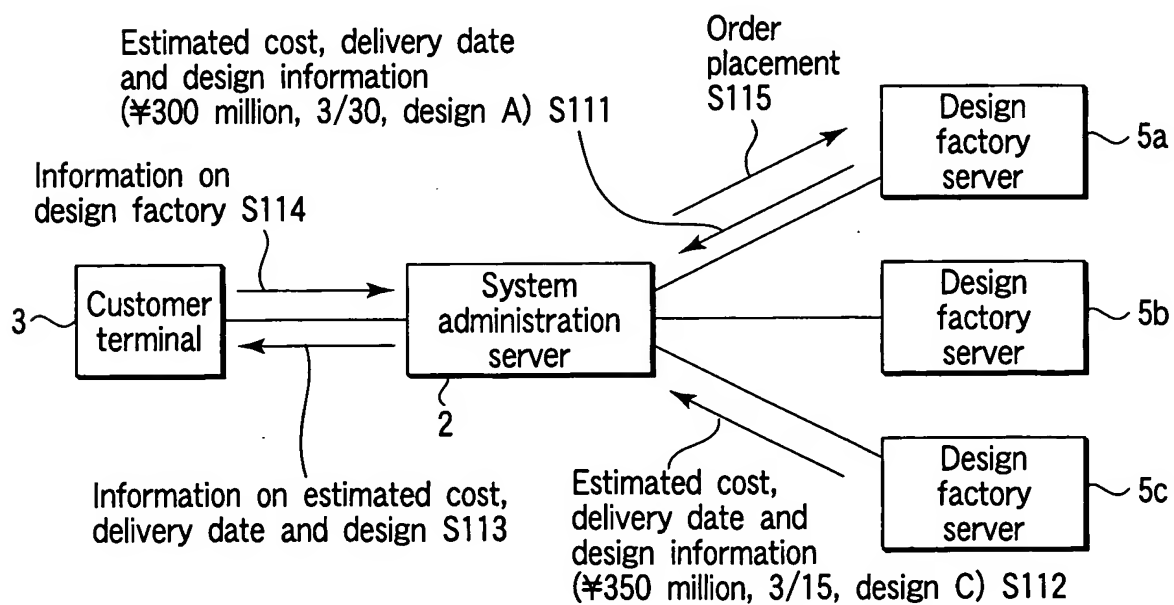 Estimated cost, delivery date
and design information
(¥300 million, 3/30, design A) S111
Order
placement
S115
Design
factory
server
5a
Information on
design factory S114
3
Customer
terminal
System
administration
server
2
Design
factory
server
5b
Information on estimated cost,
delivery date and design S113
Estimated cost,
delivery date and
design information
(¥350 million, 3/15, design C) S112
Design
factory
server
5c